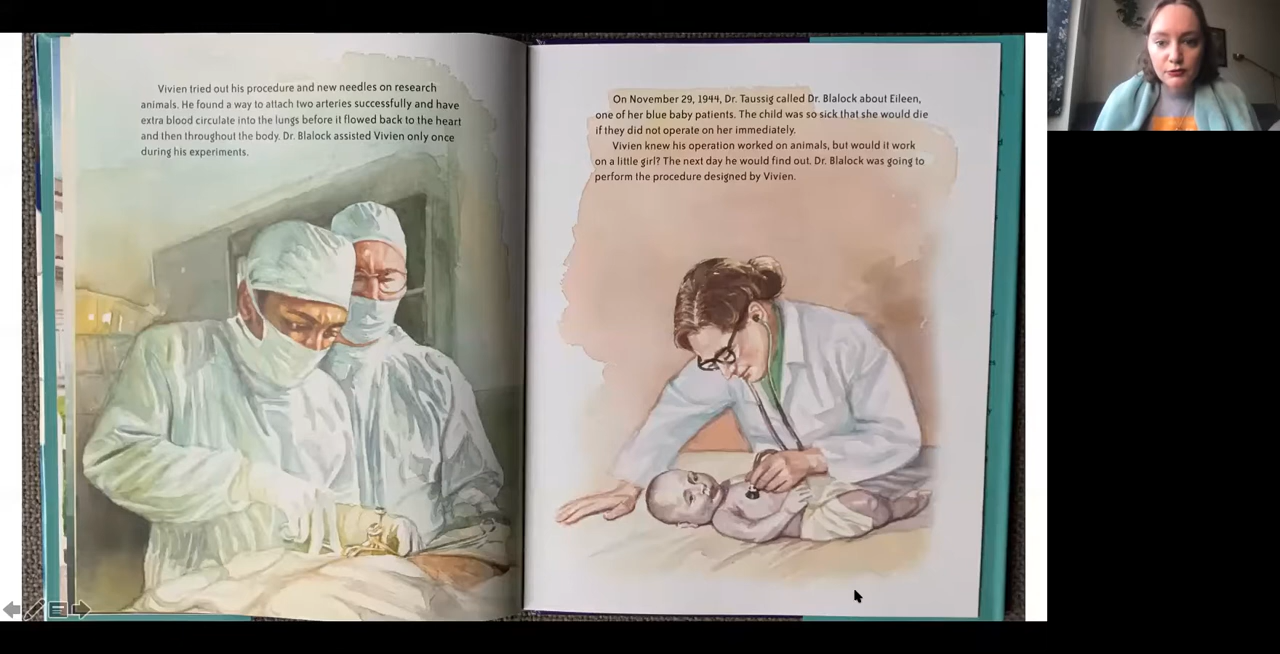 Vivien tried out his procedure and new needles on research
animals. He found a way to attach two arteries successfully and have
extra blood circulate into the lungs before it flowed back to the heart
and then throughout the body. Dr. Blalock assisted Vivien only once
during his experiments.
On November 29, 1944, Dr. Taussig called Dr. Blalock about Eileen,
one of her blue baby patients. The child was so sick that she would die
if they did not operate on her immediately.
Vivien knew his operation worked on animals, but would it work
on a little girl? The next day he would find out. Dr. Blalock was going to
perform the procedure designed by Vivien.